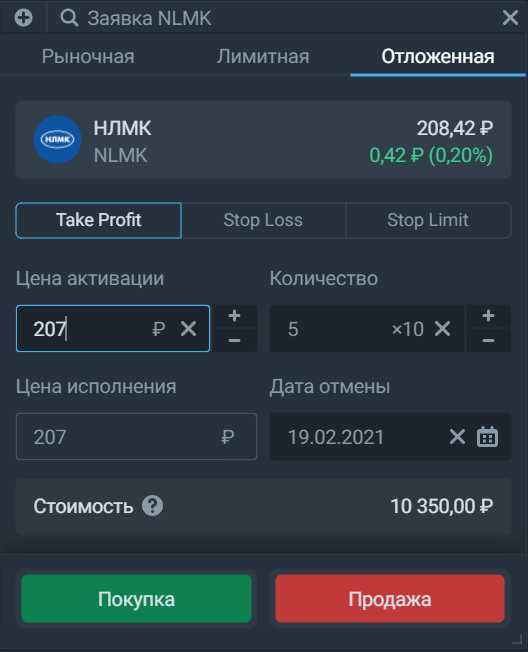 Заявка NLMK
Рыночная Лимитная Отложенная
НЛМК НЛМК 208,42 ₽
NLMK 0,42 ₽ (0,20%)
Take Profit Stop Loss Stop Limit
Цена активации Количество
207 ₽ + 5 ×10 +
Цена исполнения Дата отмены
207 ₽ 19.02.2021
Стоимость ? 10 350,00 ₽
Покупка Продажа